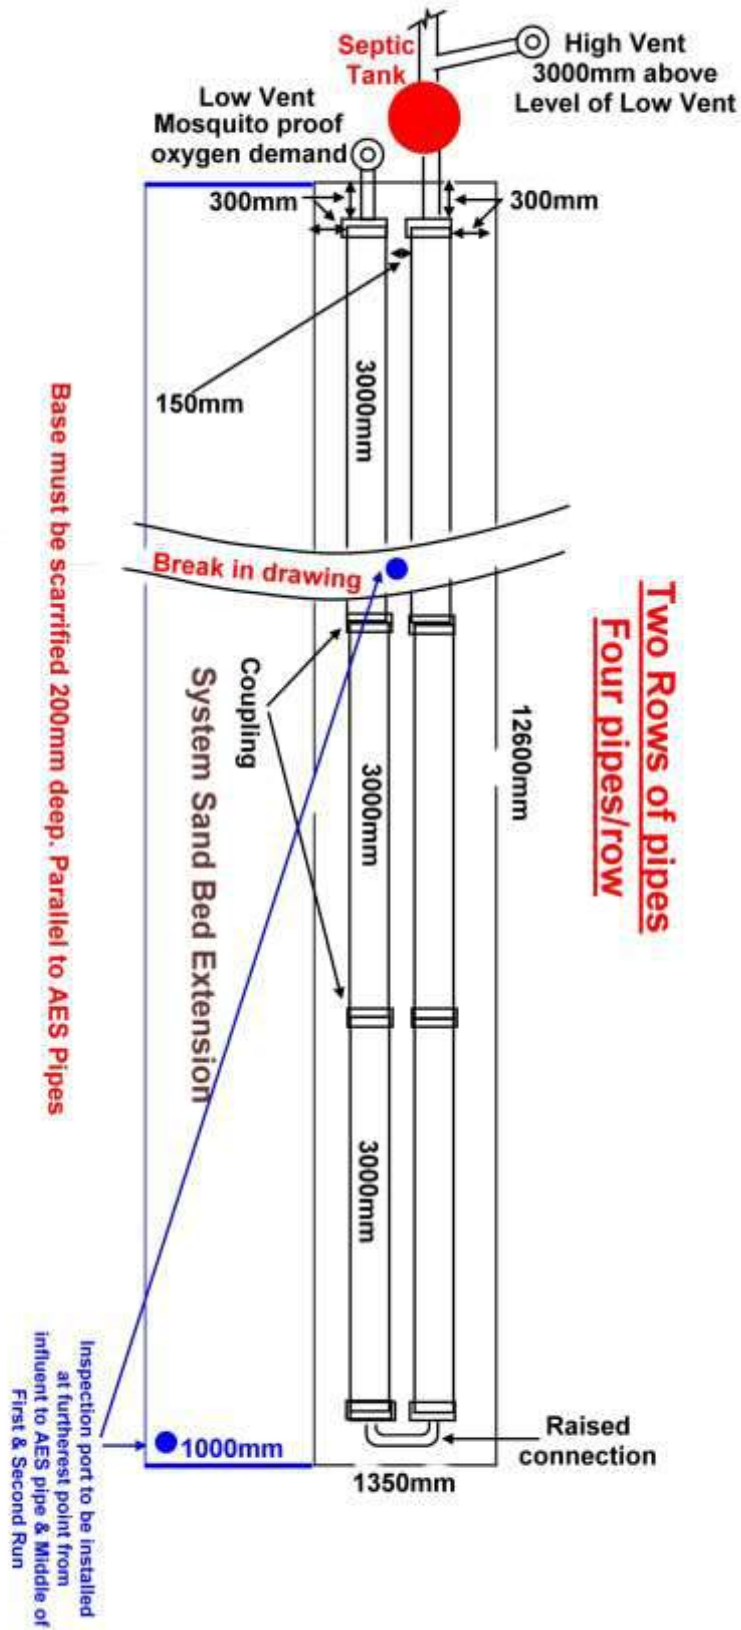 Septic
Tank
High Vent
3000mm above
Level of Low Vent
Low Vent
Mosquito proof
oxygen demand
300mm
300mm
150mm
3000mm
Base must be scarrified 200mm deep. Parallel to AES Pipes
Break in drawing
Two Rows of pipes
Four pipes/row
Coupling
System Sand Bed Extension
12600mm
3000mm
3000mm
Inspection port to be installed
at furtherest point from
influent to AES pipe & Middle of
First & Second Run
1000mm
Raised
connection
1350mm